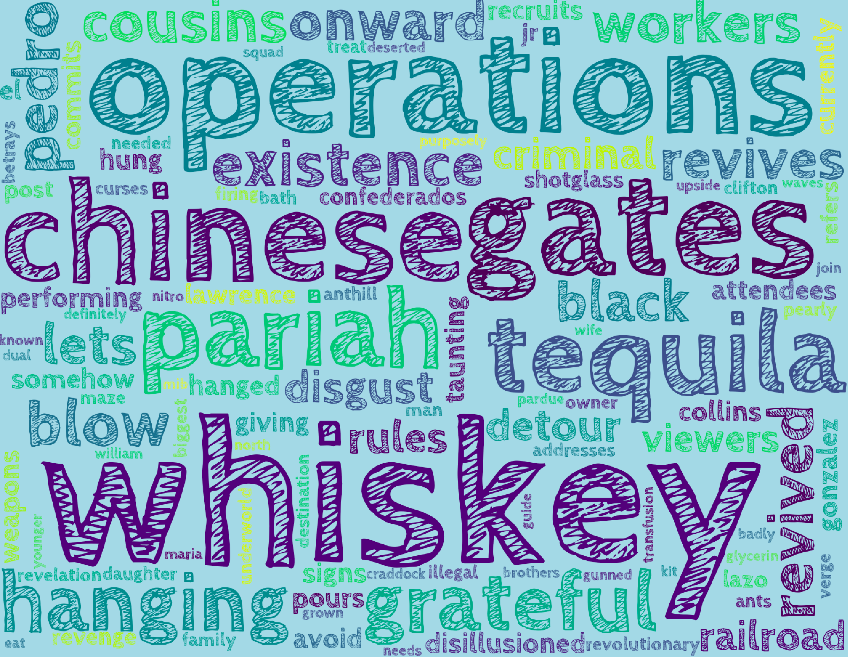 cousins onward recruits workers
pedro squad treat deserted jr currently
el commits operations
betrays needed purposely
hung existence criminal revives
post curses firing bath confederados shotglass upside clifton waves refers
chinese gates
join
performing nitro lawrence anthill black attendees
definitely pearly
known lets pariah taunting wife tequila
dual
somehow mib hanged disgust
maze man pardue owner
blow biggest giving rules detour collins
william addresses viewers
weapons whiskey revived gonzalez
younger underworld destination guide transfusion badly
maria glycerin
revelation daughter signs craddock illegal brothers gunned kit lazo verge
hanging pours grateful ants
grown
revenge family avoid disillusioned revolutionary railroad
eat needs